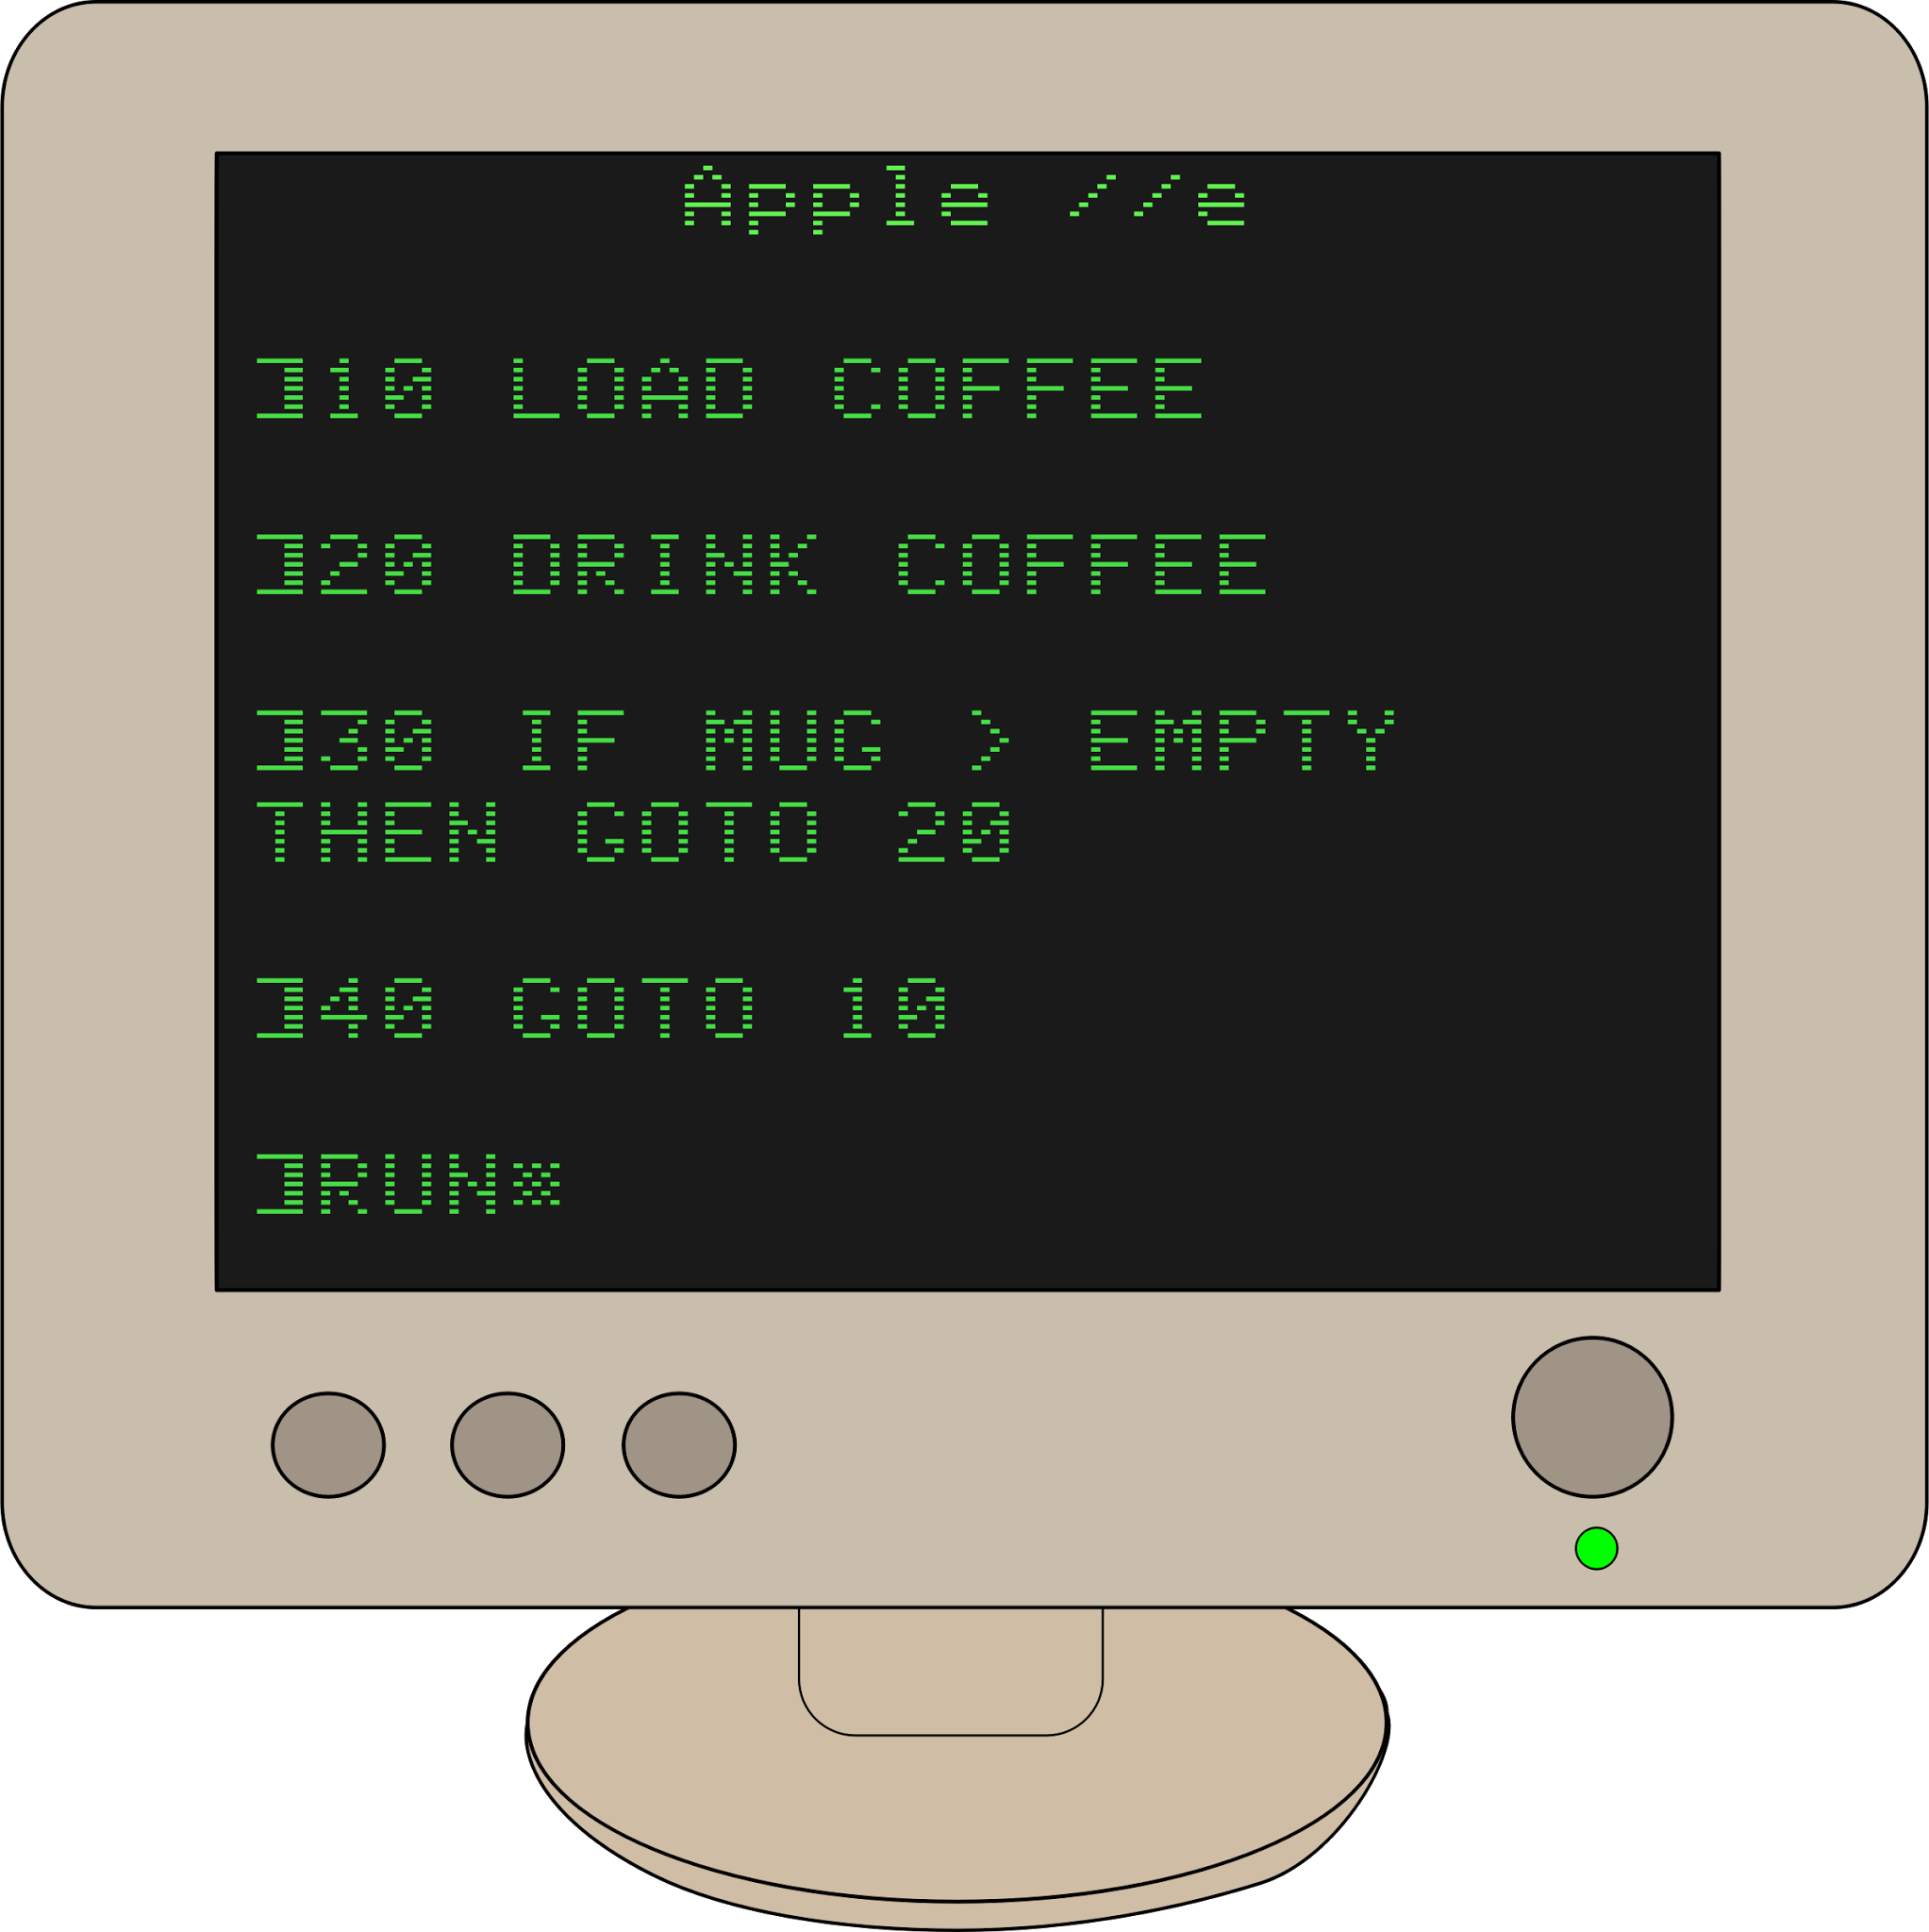 Apple //e
]10 LOAD COFFEE
]20 DRINK COFFEE
]30 IF MUG > EMPTY
THEN GOTO 20
]40 GOTO 10
]RUN